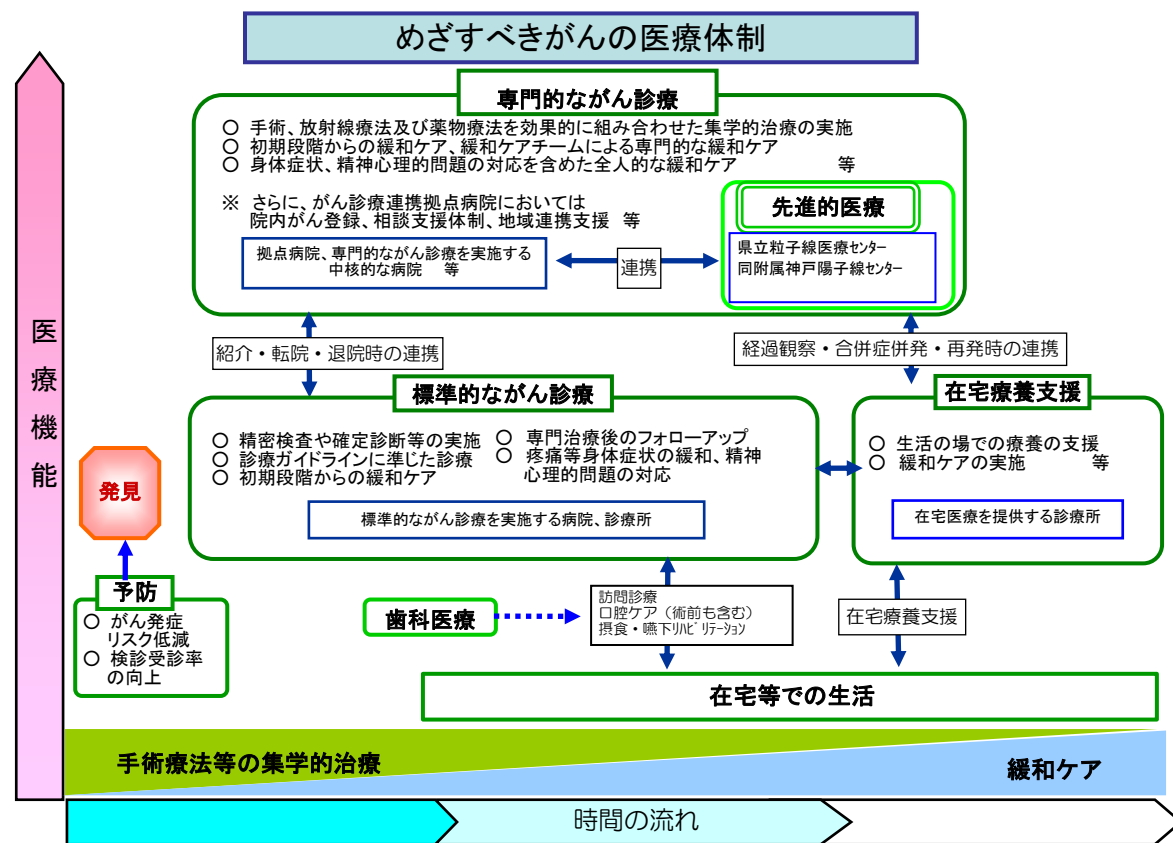 めざすべきがんの医療体制
医療機能
専門的ながん診療
○ 手術、放射線療法及び薬物療法を効果的に組み合わせた集学的治療の実施
○ 初期段階からの緩和ケア、緩和ケアチームによる専門的な緩和ケア
○ 身体症状、精神心理的問題の対応を含めた全人的な緩和ケア 等
※ さらに、がん診療連携拠点病院においては
院内がん登録、相談支援体制、地域連携支援 等
拠点病院、専門的ながん診療を実施する
中核的な病院 等
連携
先進的医療
県立粒子線医療センター
同附属神戸陽子線センター
紹介・転院・退院時の連携
経過観察・合併症併発・再発時の連携
標準的ながん診療
○ 精密検査や確定診断等の実施
○ 診療ガイドラインに準じた診療
○ 初期段階からの緩和ケア
○ 専門治療後のフォローアップ
○ 疼痛等身体症状の緩和、精神
心理的問題の対応
標準的ながん診療を実施する病院、診療所
在宅療養支援
○ 生活の場での療養の支援
○ 緩和ケアの実施 等
在宅医療を提供する診療所
発見
予防
○ がん発症
リスク低減
○ 検診受診率
の向上
歯科医療
訪問診療
口腔ケア（術前も含む）
摂食・嚥下ﾘﾊﾋﾞﾘﾃｰｼｮﾝ
在宅療養支援
在宅等での生活
手術療法等の集学的治療
緩和ケア
時間の流れ